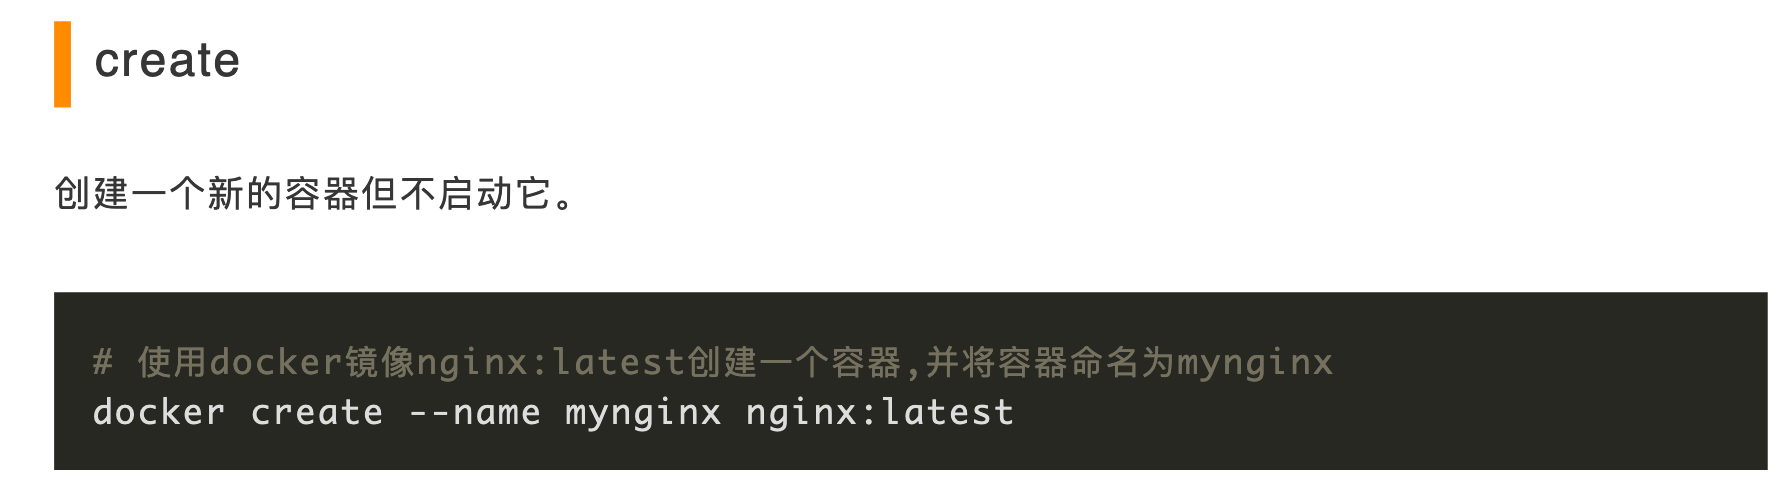 create
创建一个新的容器但不启动它。
# 使用docker镜像nginx:latest创建一个容器,并将容器命名为mynginx
docker create --name mynginx nginx:latest